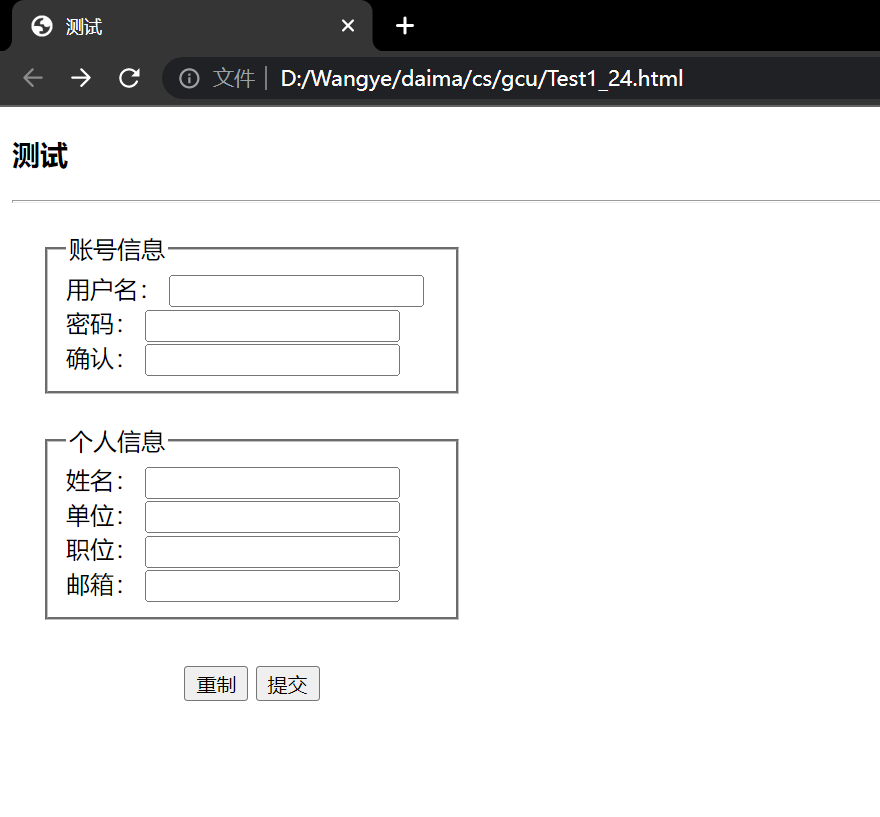 测试
文件 D:/Wangye/daima/cs/gcu/Test1_24.html
测试
账号信息
用户名：
密码：
确认：
个人信息
姓名：
单位：
职位：
邮箱：
重制 提交